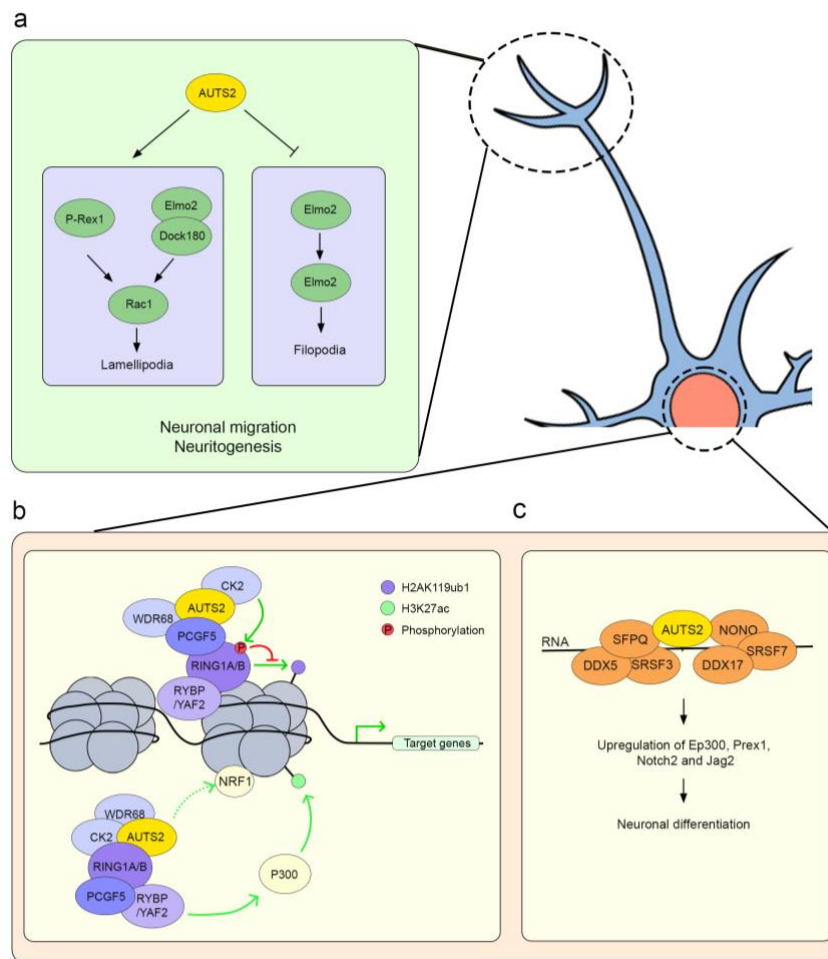 a
AUTS2
P-Rex1
Elmo2
Dock180
Rac1
Lamellipodia
Elmo2
Elmo2
Filopodia
Neuronal migration
Neuritogenesis
b
CK2
AUTS2
WDR68
PCGF5
P
RING1A/B
RYBP
/YAF2
H2AK119ub1
H3K27ac
P Phosphorylation
Target genes
NRF1
WDR68
CK2
AUTS2
RING1A/B
PCGF5
RYBP
/YAF2
P300
c
RNA
SFPQ
AUTS2
NONO
DDX5
SRSF3
DDX17
SRSF7
Upregulation of Ep300, Prex1,
Notch2 and Jag2
Neuronal differentiation